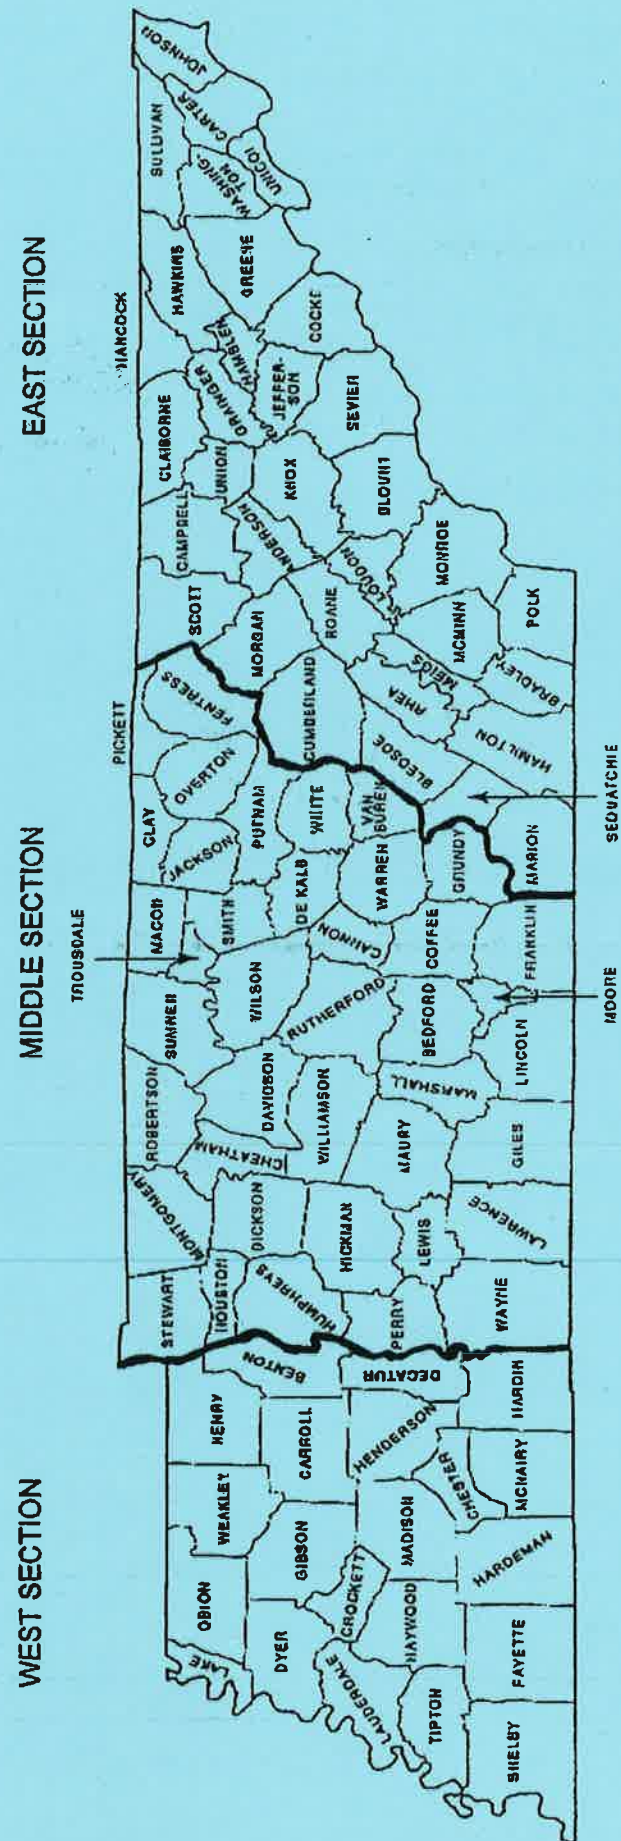 WEST SECTION
MIDDLE SECTION
EAST SECTION
LAKE
OBION
WEAKLEY
HENRY
DYER
GIBSON
CARROLL
BENTON
LAUDERDALE
CROCKETT
HAYWOOD
MADISON
HENDERSON
DECATUR
TIPTON
CHESTER
SHELBY
FAYETTE
HARDEMAN
MCNAIRY
HARDIN
TROUSDALE
STEWART
MONTGOMERY
ROBERTSON
SUMNER
MACON
CLAY
PICKETT
HOUSTON
HUMPHREYS
DICKSON
CHEATHAM
DAVIDSON
WILSON
SMITH
JACKSON
OVERTON
FENTRESS
PUTNAM
PERRY
HICKMAN
WILLIAMSON
RUTHERFORD
CANNON
DE KALB
WHITE
LEWIS
MAURY
MARSHALL
BEDFORD
COFFEE
WARREN
VAN
BUREN
WAYNE
LAWRENCE
GILES
LINCOLN
MOORE
FRANKLIN
GRUNDY
SCOTT
CAMPBELL
CLAIBORNE
HANCOCK
HAWKINS
SULLIVAN
JOHNSON
MORGAN
ANDERSON
UNION
GRAINGER
HAMBLEN
GREENE
WASHING-
TON
CARTER
UNICOI
CUMBERLAND
ROANE
KNOX
JEFFER-
SON
COCKE
BLEDSOE
RHEA
MEIGS
LOUDON
BLOUNT
SEVIER
SEQUATCHIE
MARION
HAMILTON
BRADLEY
MCMINN
MONROE
POLK